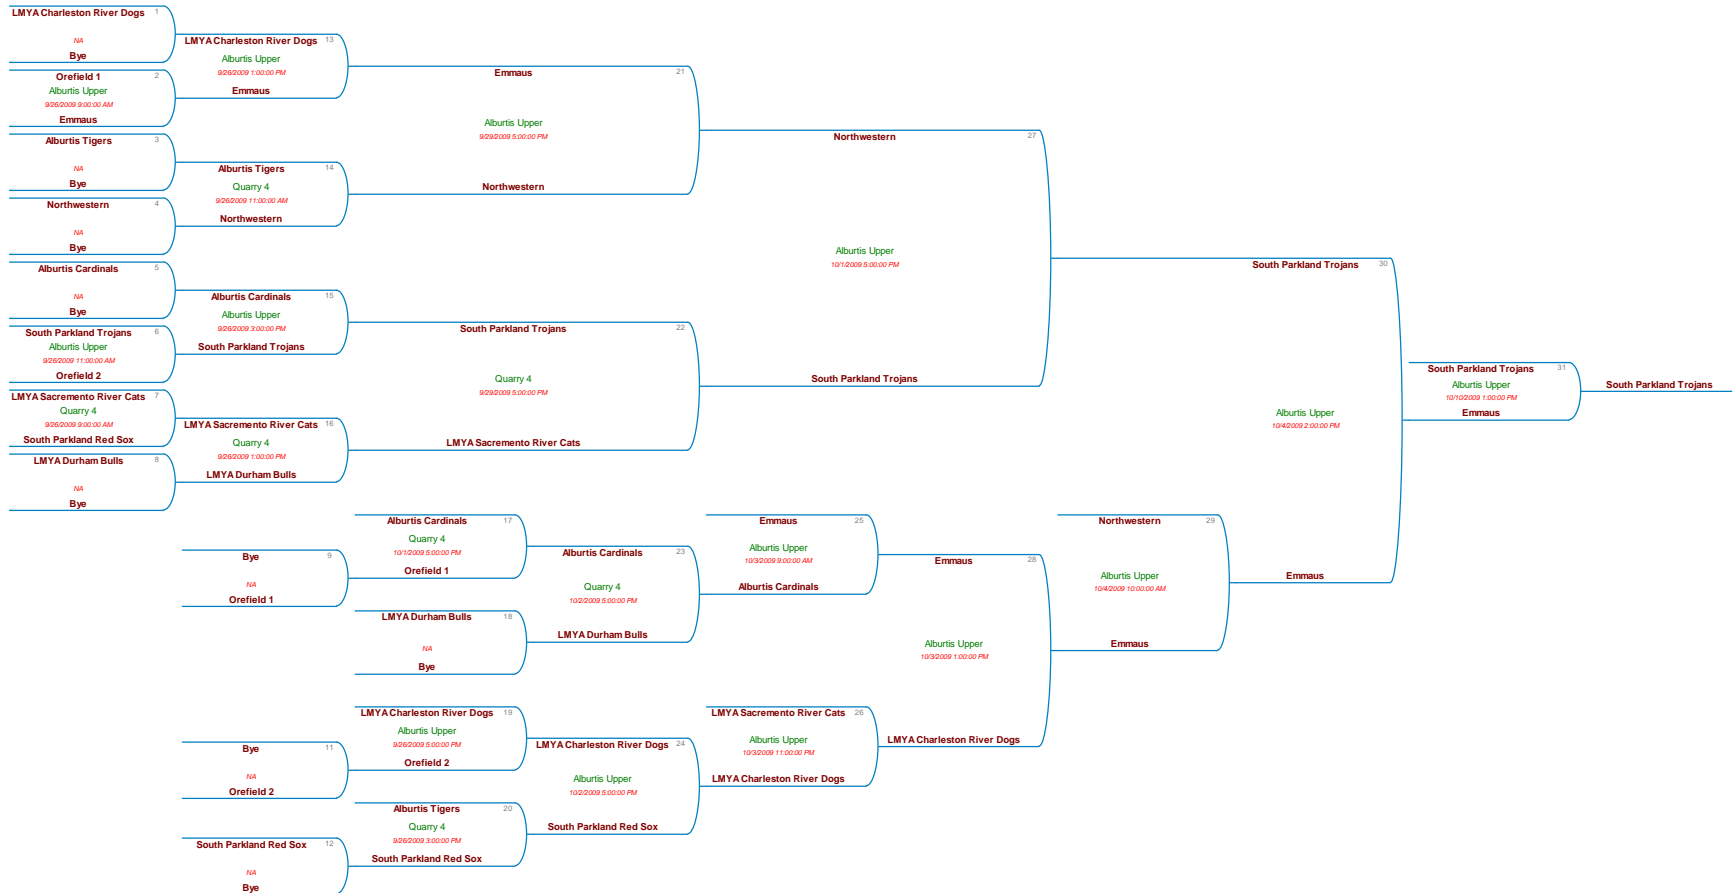 LMYA Charleston River Dogs 1
NA
Bye
Orefield 1 2
Alburtis Upper
9/26/2009 9:00:00 AM
Emmaus
Alburtis Tigers 3
NA
Bye
Northwestern 4
NA
Bye
Alburtis Cardinals 5
NA
Bye
South Parkland Trojans 6
Alburtis Upper
9/26/2009 11:00:00 AM
Orefield 2
LMYA Sacremento River Cats 7
Quarry 4
9/26/2009 9:00:00 AM
South Parkland Red Sox
LMYA Durham Bulls 8
NA
Bye
Bye 9
NA
Orefield 1
Bye 11
NA
Orefield 2
South Parkland Red Sox 12
NA
Bye
LMYA Charleston River Dogs 13
Alburtis Upper
9/26/2009 1:00:00 PM
Emmaus
Alburtis Tigers 14
Quarry 4
9/26/2009 11:00:00 AM
Northwestern
Alburtis Cardinals 15
Alburtis Upper
9/26/2009 3:00:00 PM
South Parkland Trojans
LMYA Sacremento River Cats 16
Quarry 4
9/26/2009 1:00:00 PM
LMYA Durham Bulls
Alburtis Cardinals 17
Quarry 4
10/1/2009 5:00:00 PM
Orefield 1
LMYA Durham Bulls 18
NA
Bye
LMYA Charleston River Dogs 19
Alburtis Upper
9/26/2009 5:00:00 PM
Orefield 2
Alburtis Tigers 20
Quarry 4
9/26/2009 3:00:00 PM
South Parkland Red Sox
Emmaus 21
Alburtis Upper
9/29/2009 5:00:00 PM
Northwestern
South Parkland Trojans 22
Quarry 4
9/29/2009 5:00:00 PM
LMYA Sacremento River Cats
Alburtis Cardinals 23
Quarry 4
10/2/2009 5:00:00 PM
LMYA Durham Bulls
LMYA Charleston River Dogs 24
Alburtis Upper
10/2/2009 5:00:00 PM
South Parkland Red Sox
Emmaus 25
Alburtis Upper
10/3/2009 9:00:00 AM
Alburtis Cardinals
LMYA Sacremento River Cats 26
Alburtis Upper
10/3/2009 11:00:00 PM
LMYA Charleston River Dogs
Northwestern 27
Alburtis Upper
10/1/2009 5:00:00 PM
South Parkland Trojans
Emmaus 28
Alburtis Upper
10/3/2009 1:00:00 PM
LMYA Charleston River Dogs
Northwestern 29
Alburtis Upper
10/4/2009 10:00:00 AM
Emmaus
South Parkland Trojans 30
Alburtis Upper
10/4/2009 2:00:00 PM
Emmaus
South Parkland Trojans 31
Alburtis Upper
10/10/2009 1:00:00 PM
Emmaus
South Parkland Trojans